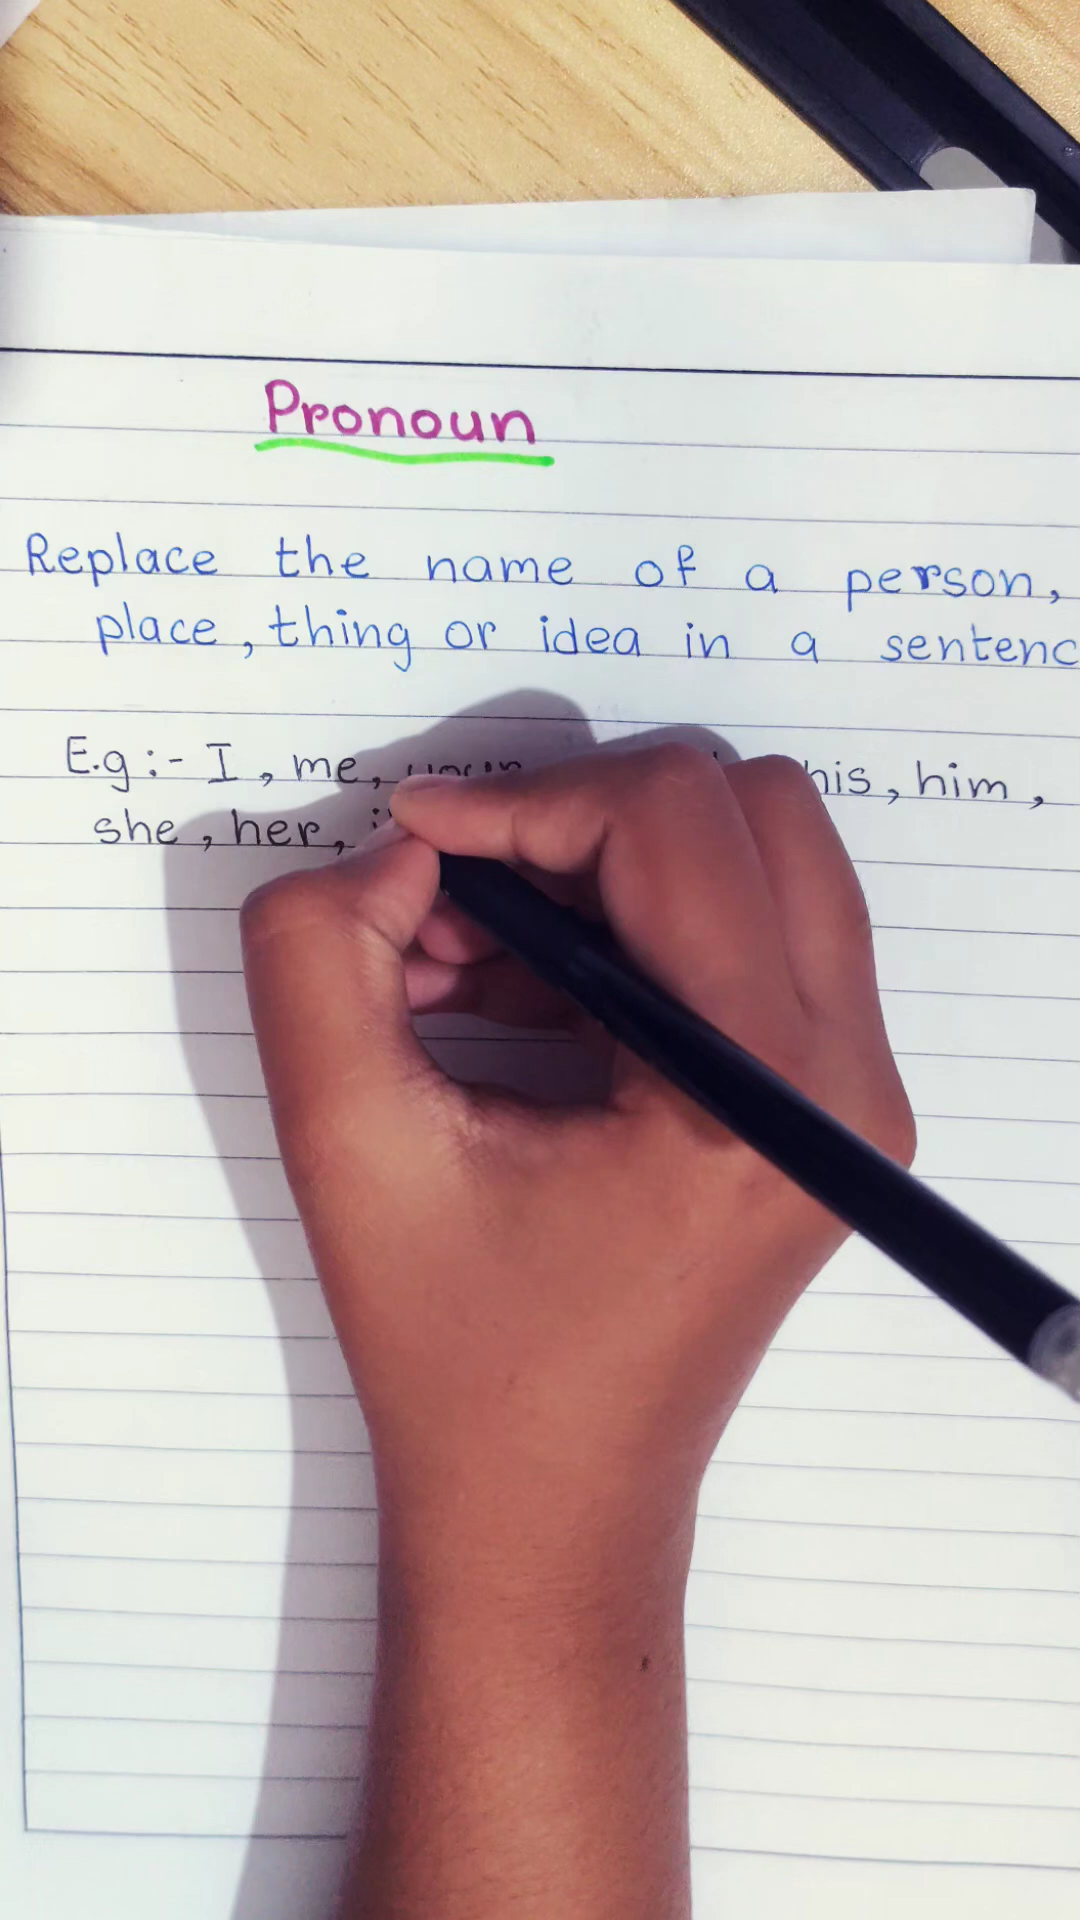 Pronoun
Replace the name of a person,
place, thing or idea in a sentenc
E.g :- I, me, his, him,
she, her,